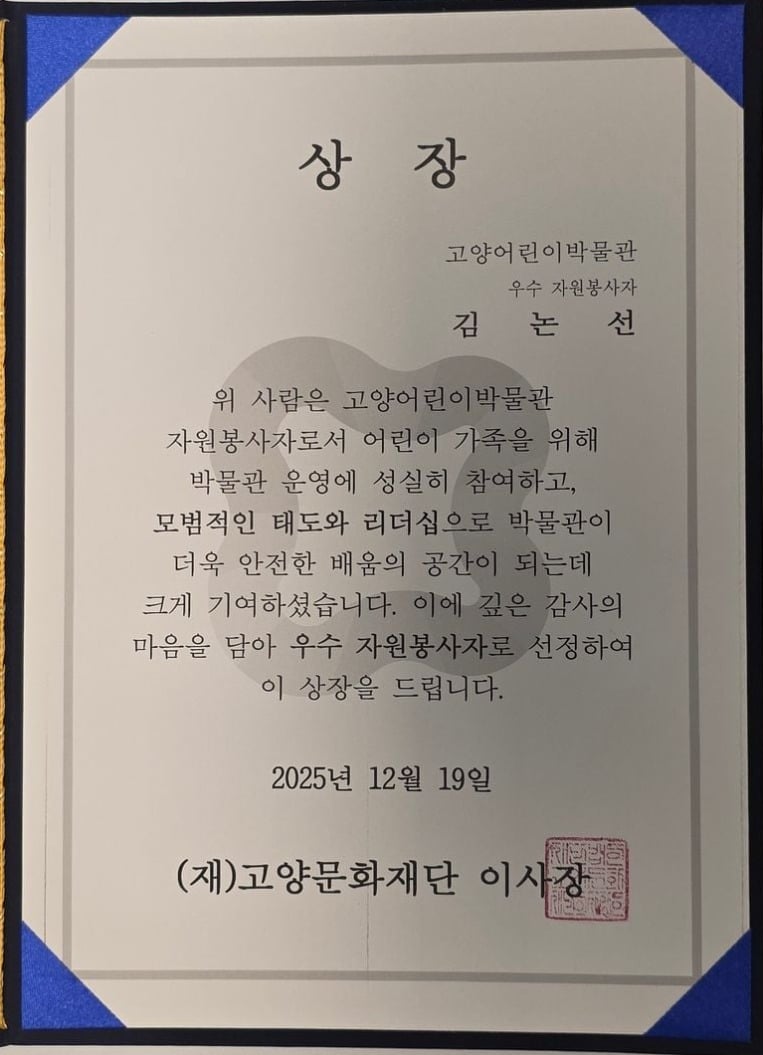 상 장
고양어린이박물관
우수 자원봉사자
김 논 선
위 사람은 고양어린이박물관
자원봉사자로서 어린이 가족을 위해
박물관 운영에 성실히 참여하고,
모범적인 태도와 리더십으로 박물관이
더욱 안전한 배움의 공간이 되는데
크게 기여하셨습니다. 이에 깊은 감사의
마음을 담아 우수 자원봉사자로 선정하여
이 상장을 드립니다.
2025년 12월 19일
(재)고양문화재단 이사장